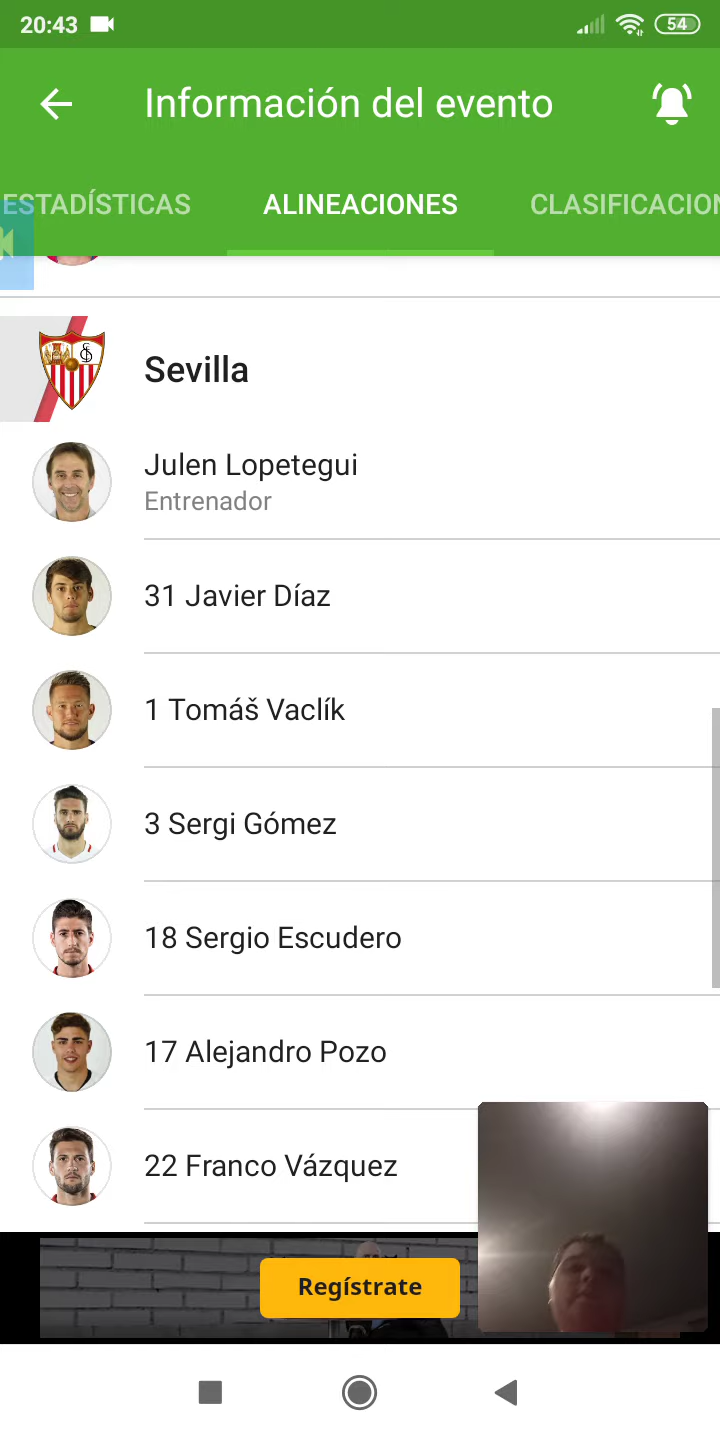 20:43
54
Información del evento
ESTADÍSTICAS
ALINEACIONES
CLASIFICACION
Sevilla
Julen Lopetegui
Entrenador
31 Javier Díaz
1 Tomáš Vaclík
3 Sergi Gómez
18 Sergio Escudero
17 Alejandro Pozo
22 Franco Vázquez
Regístrate